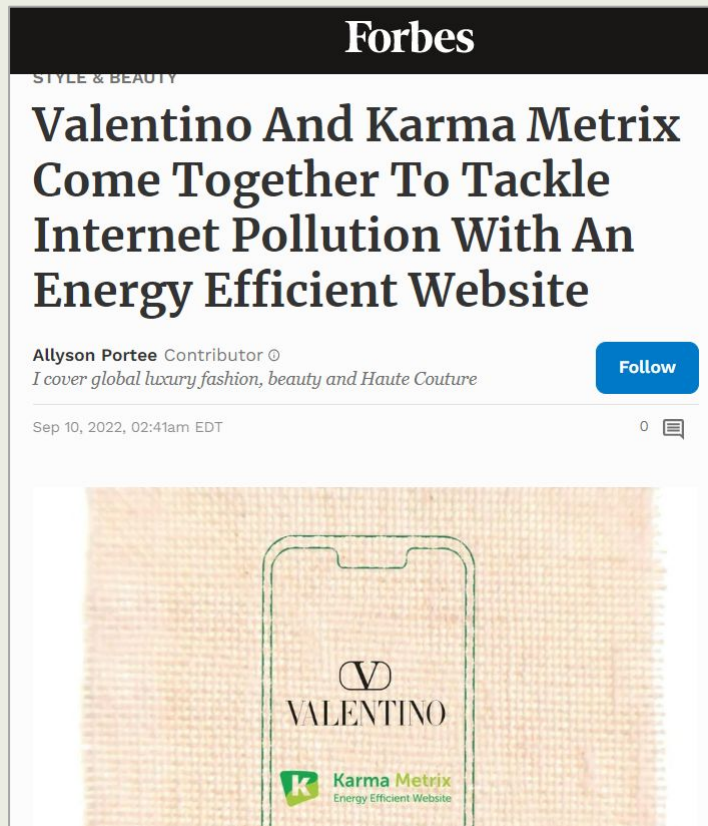 Forbes
STYLE & BEAUTY
Valentino And Karma Metrix
Come Together To Tackle
Internet Pollution With An
Energy Efficient Website
Allyson Portee Contributor
I cover global luxury fashion, beauty and Haute Couture
Follow
Sep 10, 2022, 02:41am EDT
0
V
VALENTINO
K
Karma Metrix
Energy Efficient Website